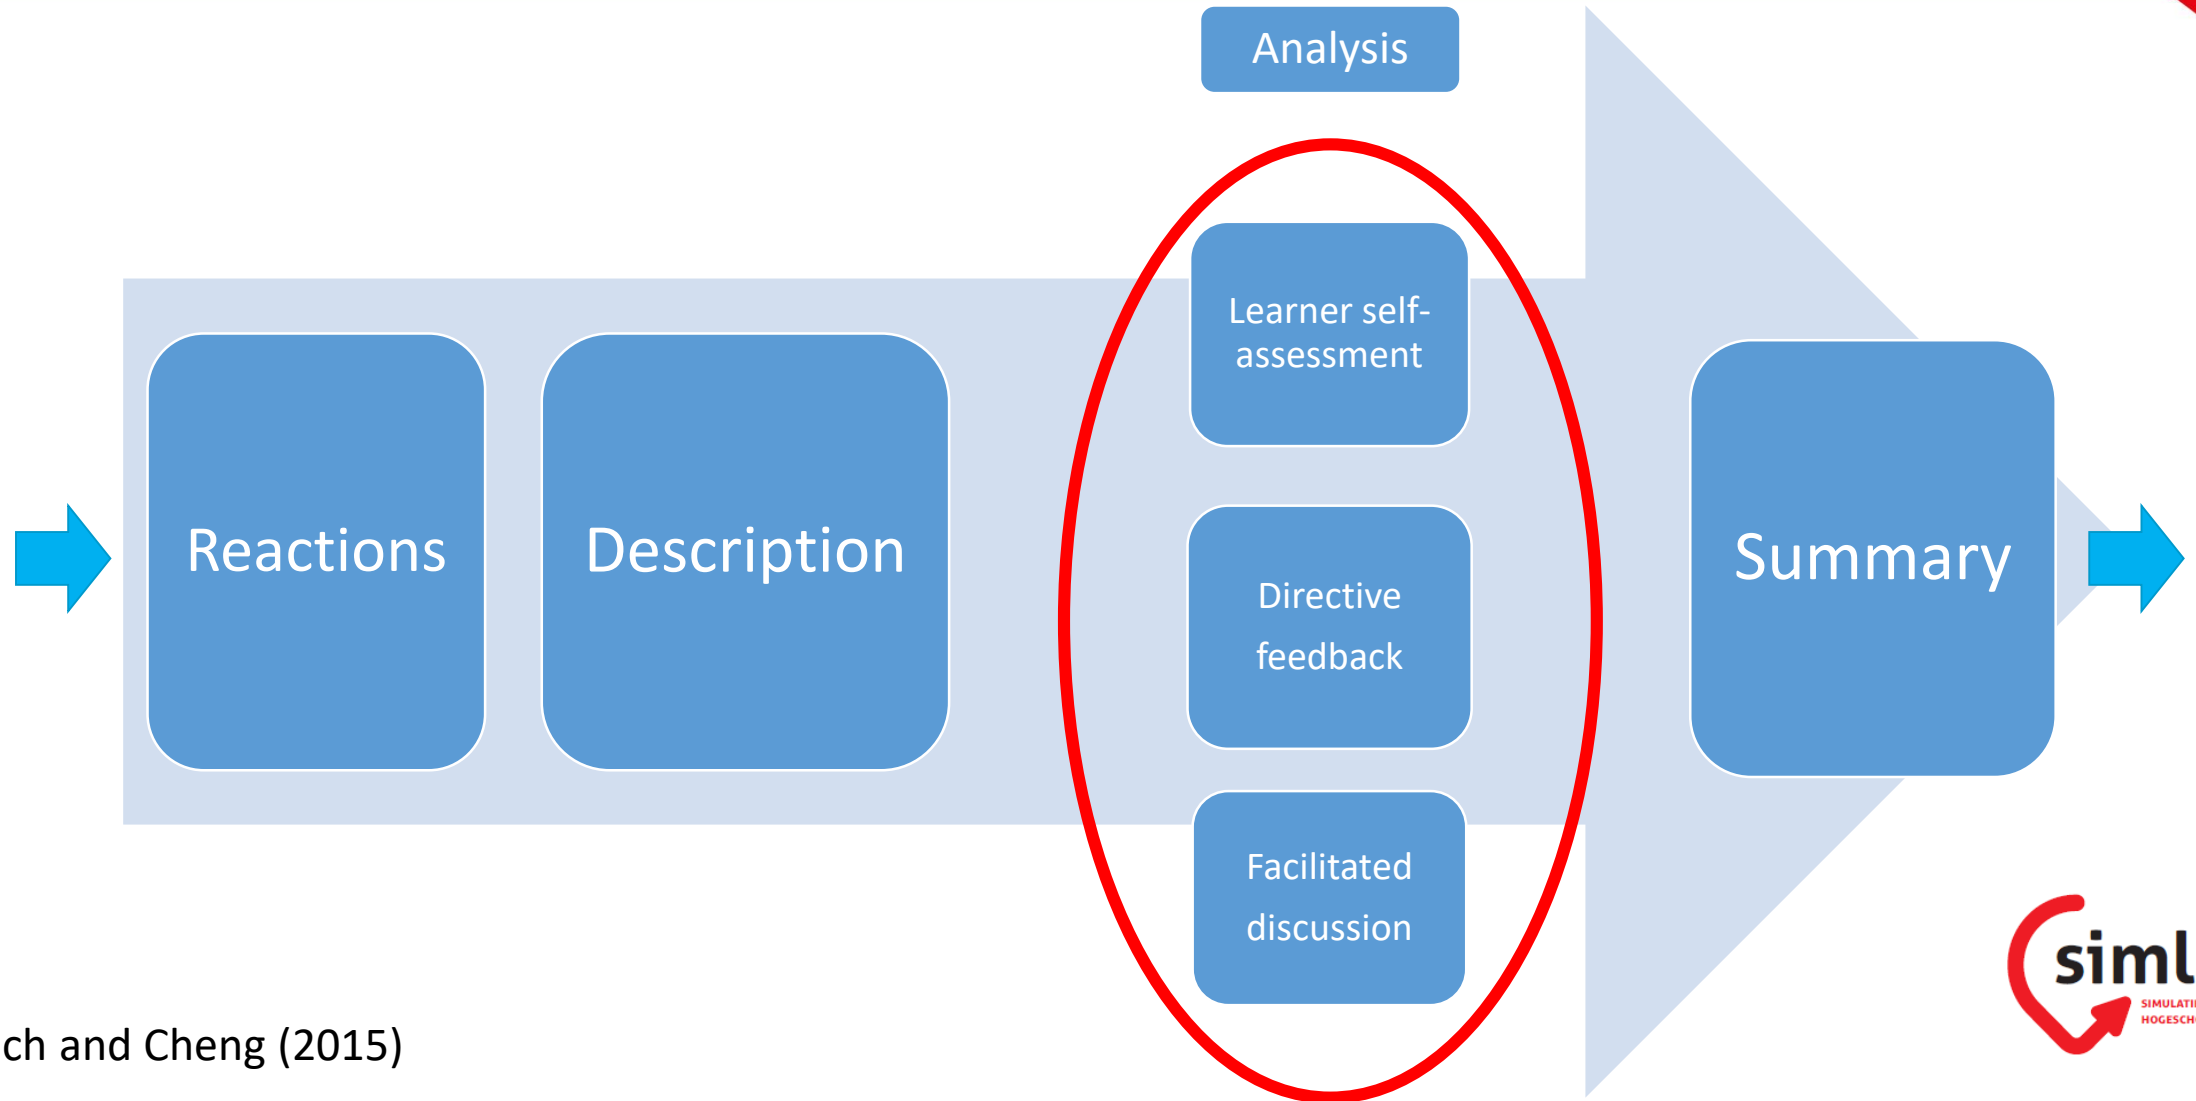 Analysis
Reactions
Description
Learner self-
assessment
Directive
feedback
Facilitated
discussion
Summary
ch and Cheng (2015)
siml